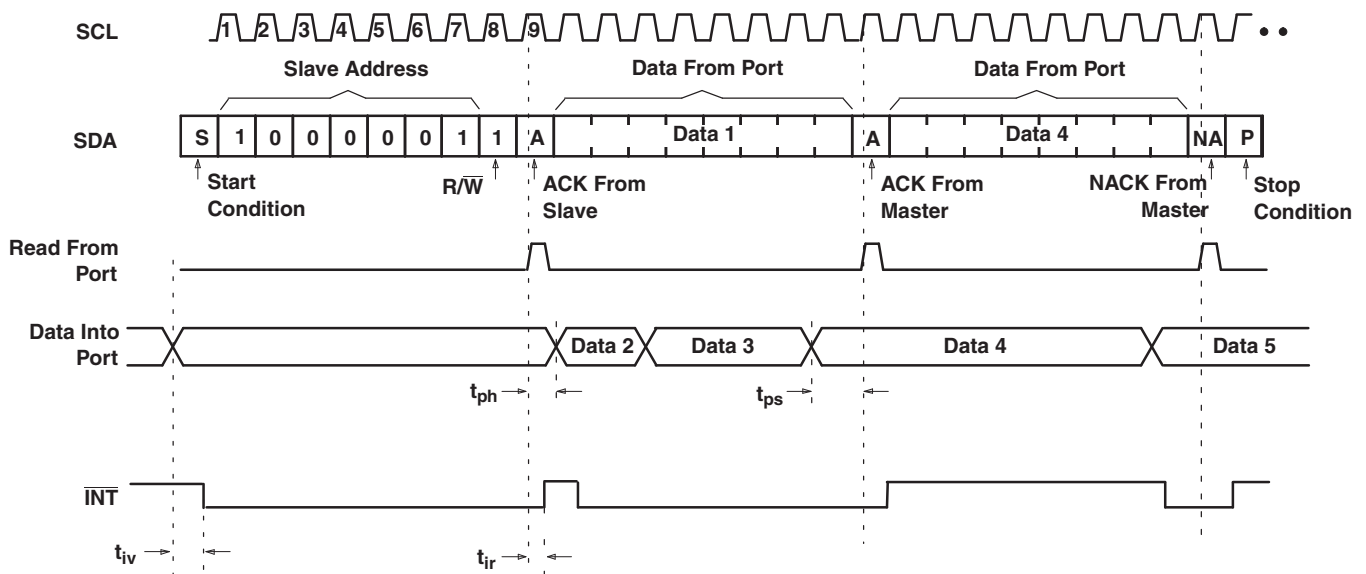 SCL 1 2 3 4 5 6 7 8 9
Slave Address Data From Port Data From Port
SDA S 1 0 0 0 0 0 1 1 A Data 1 A Data 4 NA P
Start Condition
R/W̅
ACK From Slave
ACK From Master
NACK From Master
Stop Condition
Read From Port
Data Into Port
Data 2 Data 3 Data 4 Data 5
tph tps
I̅N̅T̅
tiv tir